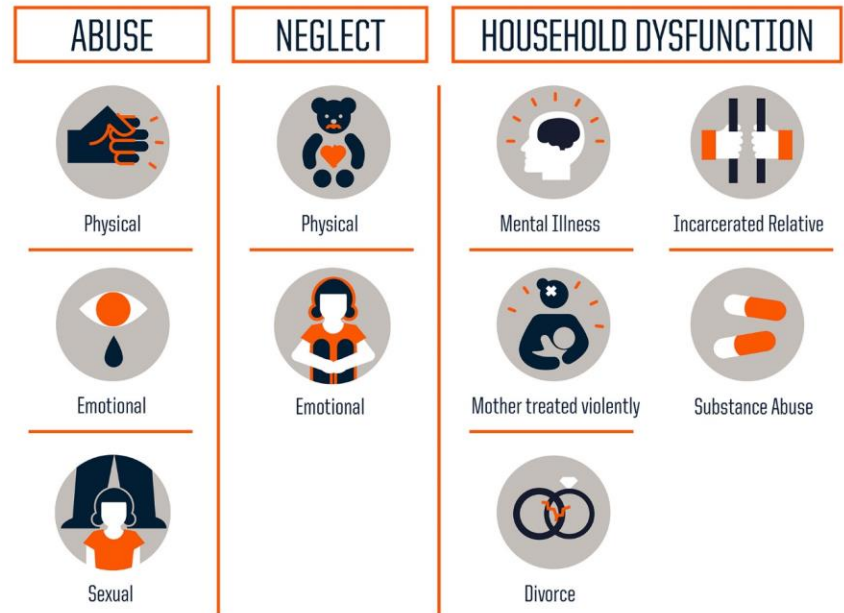 ABUSE
Physical
Emotional
Sexual
NEGLECT
Physical
Emotional
HOUSEHOLD DYSFUNCTION
Mental Illness
Incarcerated Relative
Mother treated violently
Substance Abuse
Divorce